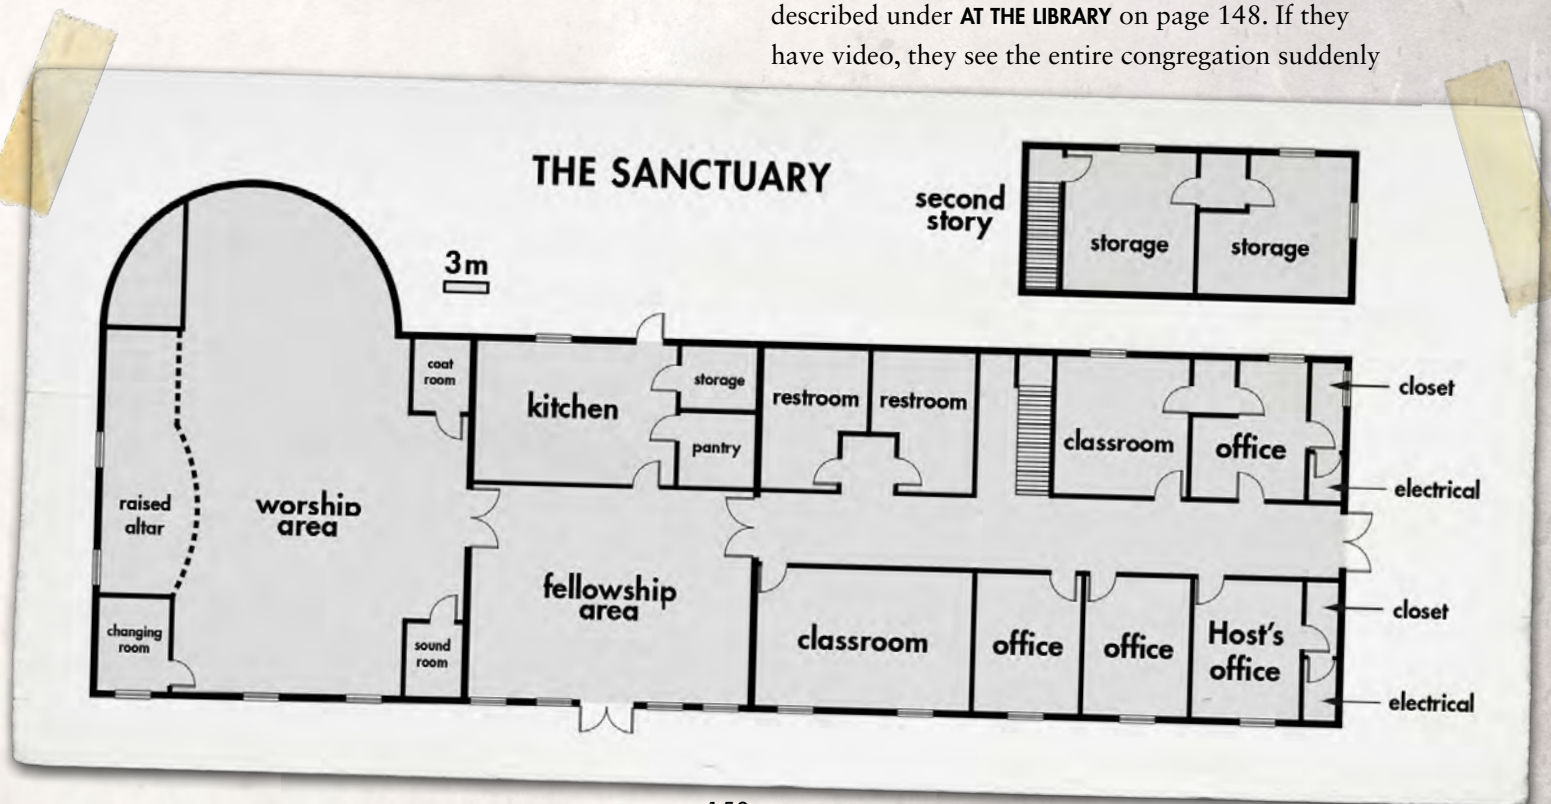 described under AT THE LIBRARY on page 148. If they
have video, they see the entire congregation suddenly
THE SANCTUARY
second
story
storage
storage
3m
coat
room
kitchen
storage
pantry
restroom
restroom
classroom
office
closet
electrical
raised
altar
worship
area
fellowship
area
changing
room
sound
room
classroom
office
office
Host's
office
closet
electrical